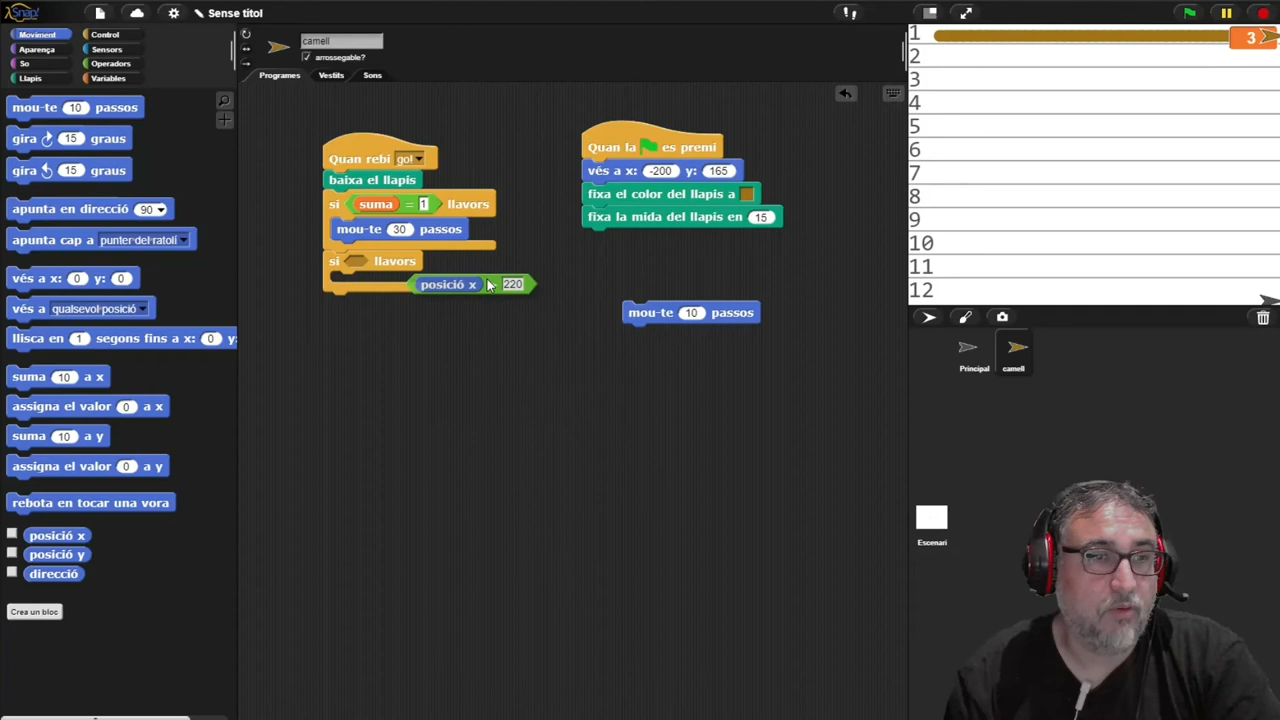 Snap!
Sense titol
Moviment
Control
Aparença
Sensors
So
Operadors
Llapis
Variables
camell
arrossegable?
Programes
Vestits
Sons
mou-te 10 passos
gira 15 graus
gira 15 graus
apunta en direcció 90
apunta cap a punter del ratolí
vés a x: 0 y: 0
vés a qualsevol posició
llisca en 1 segons fins a x: 0 y:
suma 10 a x
assigna el valor 0 a x
suma 10 a y
assigna el valor 0 a y
rebota en tocar una vora
posició x
posició y
direcció
Crea un bloc
Quan rebi go!
baixa el llapis
si suma = 1 llavors
mou-te 30 passos
si llavors
posició x 220
Quan la es premi
vés a x: -200 y: 165
fixa el color del llapis a
fixa la mida del llapis en 15
mou-te 10 passos
1
3
2
3
4
5
6
7
8
9
10
11
12
Principal
camell
Escenari